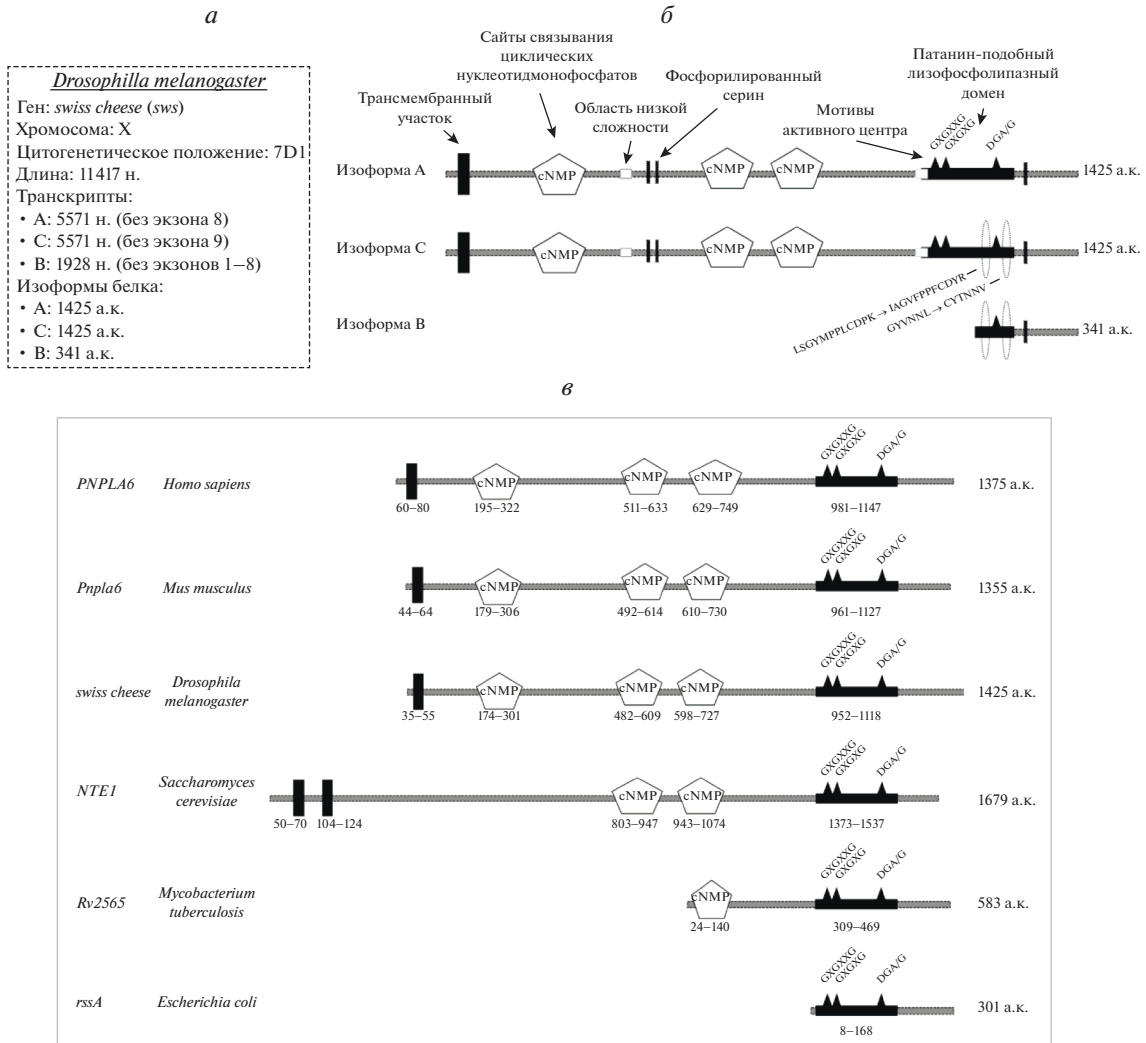 а
Drosophilla melanogaster
Ген: swiss cheese (sws)
Хромосома: X
Цитогенетическое положение: 7D1
Длина: 11417 н.
Транскрипты:
• A: 5571 н. (без экзона 8)
• C: 5571 н. (без экзона 9)
• B: 1928 н. (без экзонов 1–8)
Изоформы белка:
• A: 1425 а.к.
• C: 1425 а.к.
• B: 341 а.к.
б
Сайты связывания
циклических
нуклеотидмонофосфатов
Трансмембранный
участок
Область низкой
сложности
Фосфорилированный
серин
Мотивы
активного центра
Патанин-подобный
лизофосфолипазный
домен
GXGXXG
GXGXG
DGA/G
Изоформа A
cNMP
cNMP
cNMP
1425 а.к.
Изоформа C
cNMP
cNMP
cNMP
1425 а.к.
LSGYMPPLCDPK → IAGVFPPFCDYR
GYVNNL → CYTNNV
Изоформа B
341 а.к.
в
PNPLA6
Homo sapiens
cNMP
cNMP
cNMP
GXGXXG
GXGXG
DGA/G
1375 а.к.
60–80
195–322
511–633
629–749
981–1147
Pnpla6
Mus musculus
cNMP
cNMP
cNMP
GXGXXG
GXGXG
DGA/G
1355 а.к.
44–64
179–306
492–614
610–730
961–1127
swiss cheese
Drosophila
melanogaster
cNMP
cNMP
cNMP
GXGXXG
GXGXG
DGA/G
1425 а.к.
35–55
174–301
482–609
598–727
952–1118
NTE1
Saccharomyces
cerevisiae
cNMP
cNMP
GXGXXG
GXGXG
DGA/G
1679 а.к.
50–70
104–124
803–947
943–1074
1373–1537
Rv2565
Mycobacterium
tuberculosis
cNMP
GXGXXG
GXGXG
DGA/G
583 а.к.
24–140
309–469
rssA
Escherichia coli
GXGXXG
GXGXG
DGA/G
301 а.к.
8–168